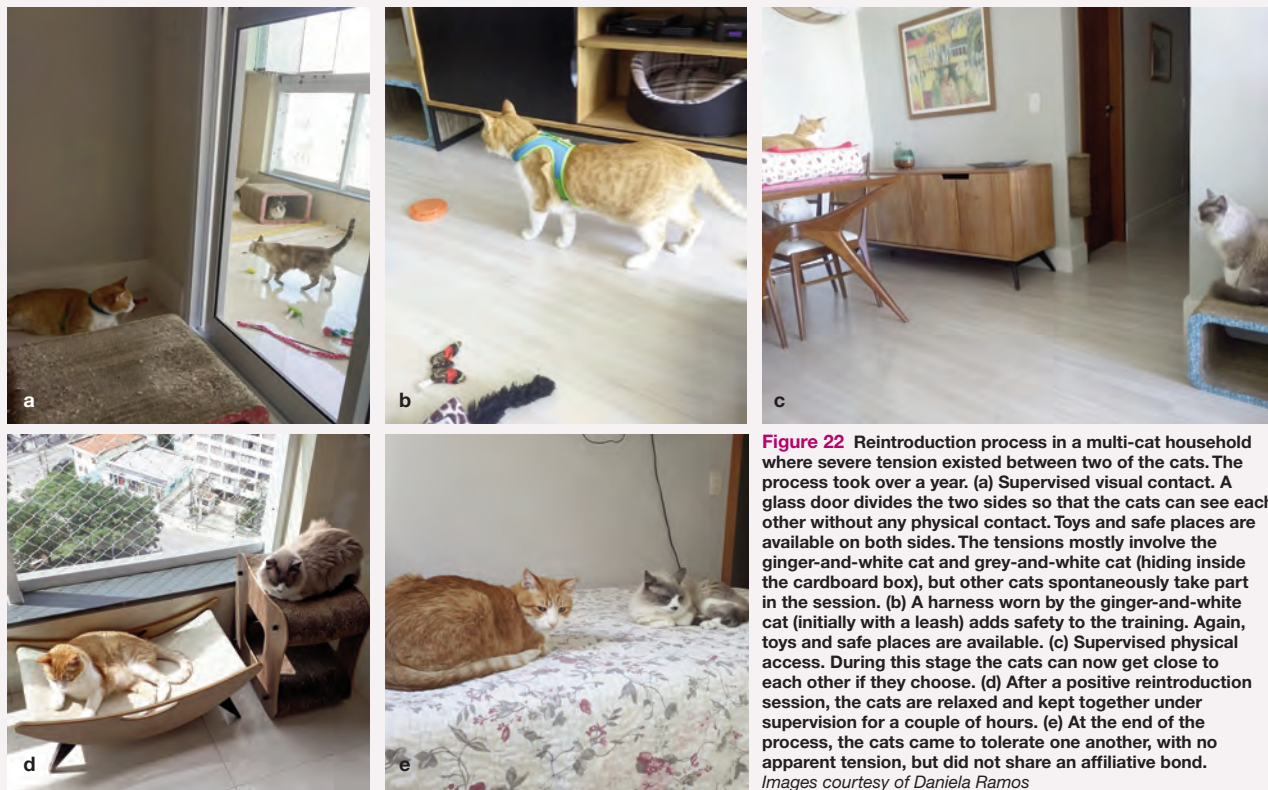 a
b
c
d
e
Figure 22 Reintroduction process in a multi-cat household
where severe tension existed between two of the cats. The
process took over a year. (a) Supervised visual contact. A
glass door divides the two sides so that the cats can see each
other without any physical contact. Toys and safe places are
available on both sides. The tensions mostly involve the
ginger-and-white cat and grey-and-white cat (hiding inside
the cardboard box), but other cats spontaneously take part
in the session. (b) A harness worn by the ginger-and-white
cat (initially with a leash) adds safety to the training. Again,
toys and safe places are available. (c) Supervised physical
access. During this stage the cats can now get close to
each other if they choose. (d) After a positive reintroduction
session, the cats are relaxed and kept together under
supervision for a couple of hours. (e) At the end of the
process, the cats came to tolerate one another, with no
apparent tension, but did not share an affiliative bond.
Images courtesy of Daniela Ramos